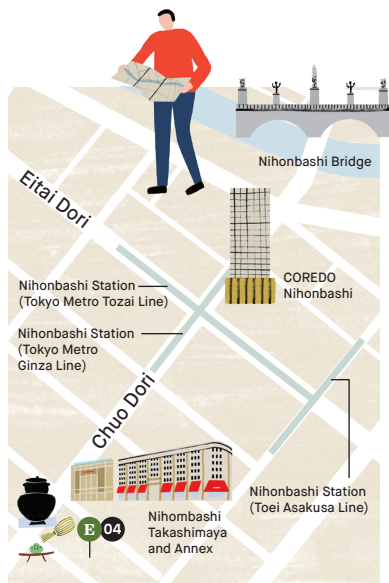 Nihonbashi Bridge
Eitai Dori
COREDO
Nihonbashi
Nihonbashi Station
(Tokyo Metro Tozai Line)
Nihonbashi Station
(Tokyo Metro
Ginza Line)
Chuo Dori
Nihombashi
Takashimaya
and Annex
Nihonbashi Station
(Toei Asakusa Line)
E 04